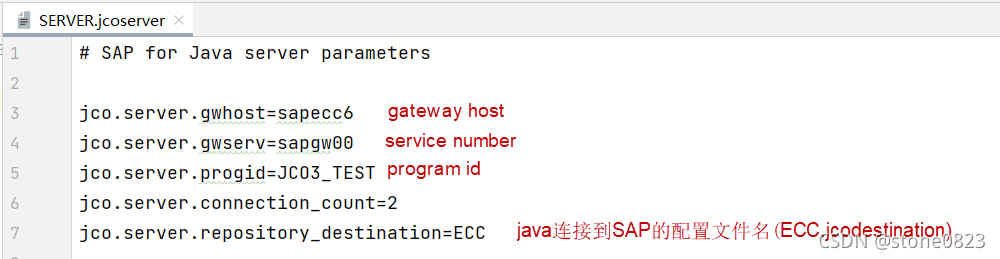 SERVER.jcoserver
1 # SAP for Java server parameters
2
3 jco.server.gwhost=sapecc6 gateway host
4 jco.server.gwserv=sapgw00 service number
5 jco.server.progid=JCO3_TEST program id
6 jco.server.connection_count=2
7 jco.server.repository_destination=ECC java连接到SAP的配置文件名(ECC.jcodestination)
CSDN @stone0823